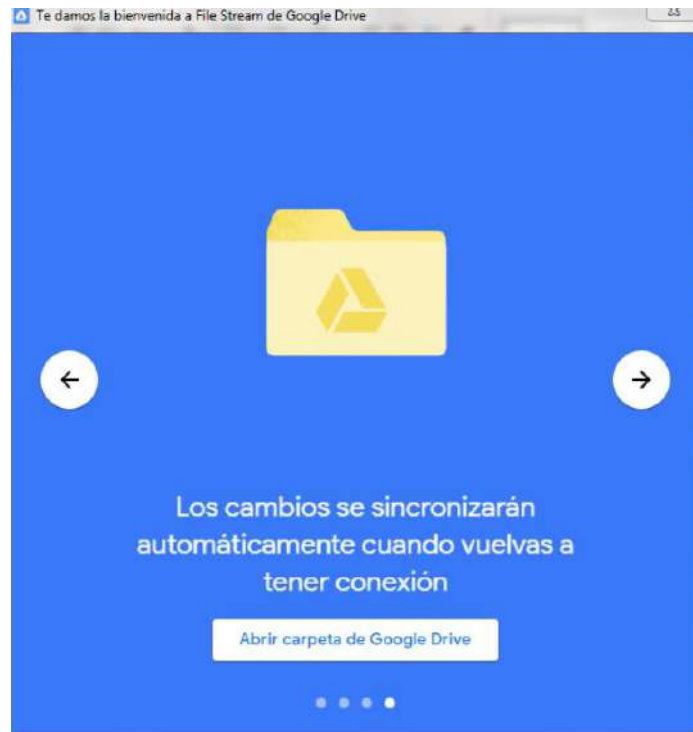 Te damos la bienvenida a File Stream de Google Drive
Los cambios se sincronizarán
automáticamente cuando vuelvas a
tener conexión
Abrir carpeta de Google Drive